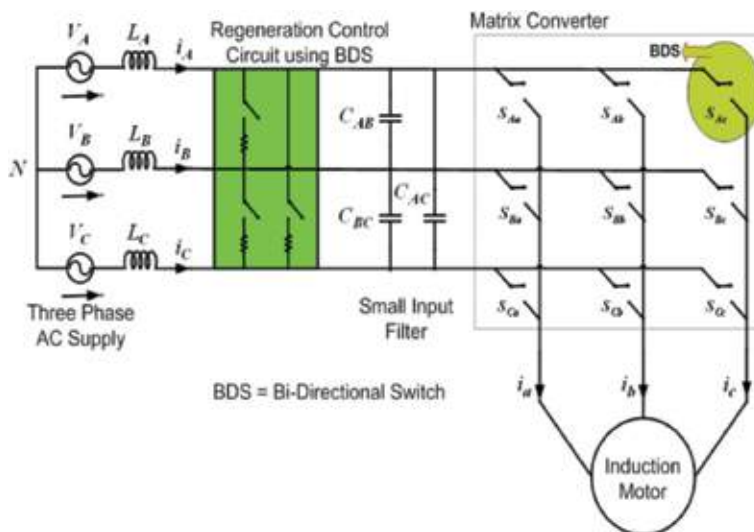 Regeneration Control
Circuit using BDS
Matrix Converter
BDS
V_A
L_A
i_A
S_Aa
S_Ab
S_Ac
C_AB
V_B
L_B
i_B
N
C_AC
S_Ba
S_Bb
S_Bc
C_BC
V_C
L_C
i_C
S_Ca
S_Cb
S_Cc
Three Phase
AC Supply
Small Input
Filter
BDS = Bi-Directional Switch
i_a
i_b
i_c
Induction
Motor